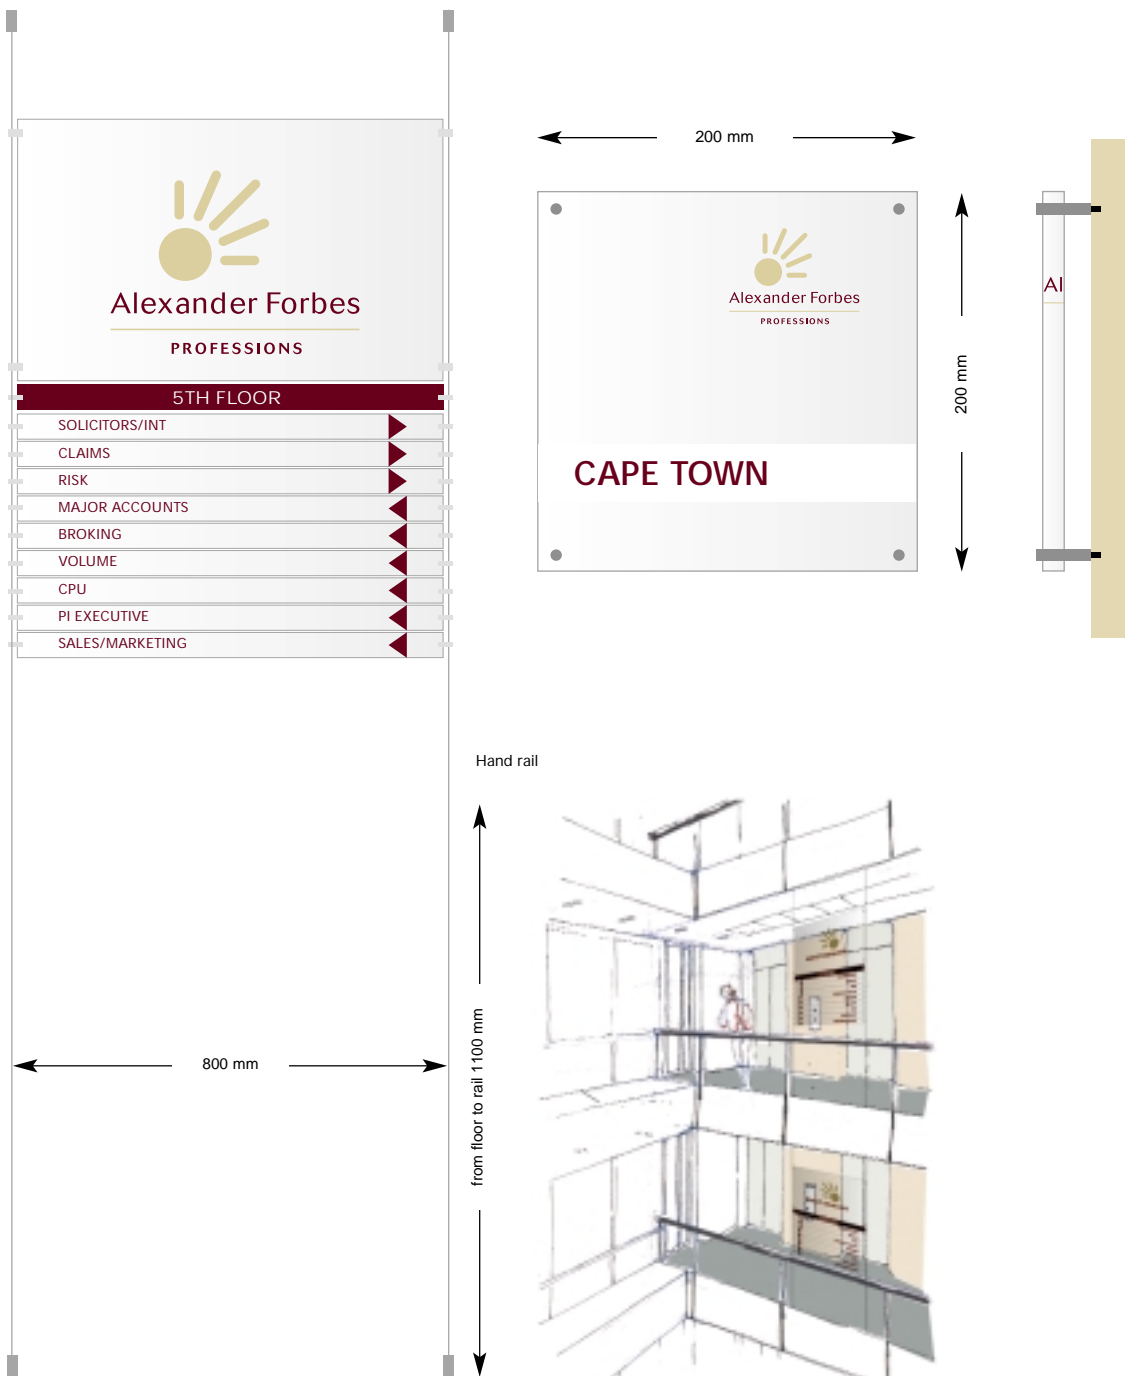 Alexander Forbes
PROFESSIONS
5TH FLOOR
SOLICITORS/INT
CLAIMS
RISK
MAJOR ACCOUNTS
BROKING
VOLUME
CPU
PI EXECUTIVE
SALES/MARKETING
800 mm
200 mm
Alexander Forbes
PROFESSIONS
CAPE TOWN
200 mm
Al
Hand rail
from floor to rail 1100 mm